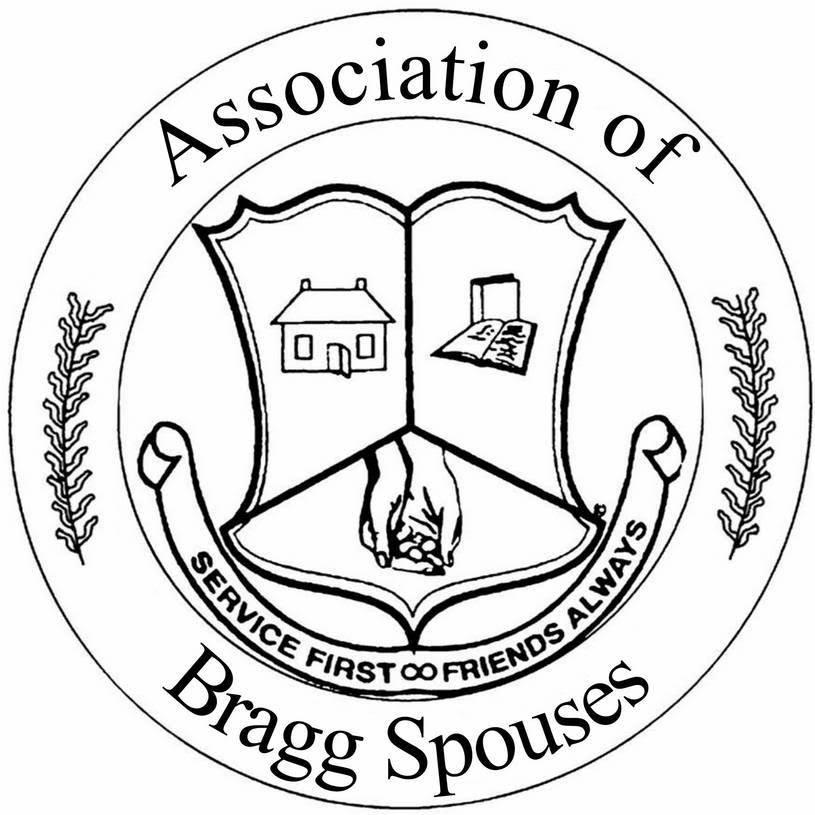 Association of
SERVICE FIRST ∞ FRIENDS ALWAYS
Bragg Spouses